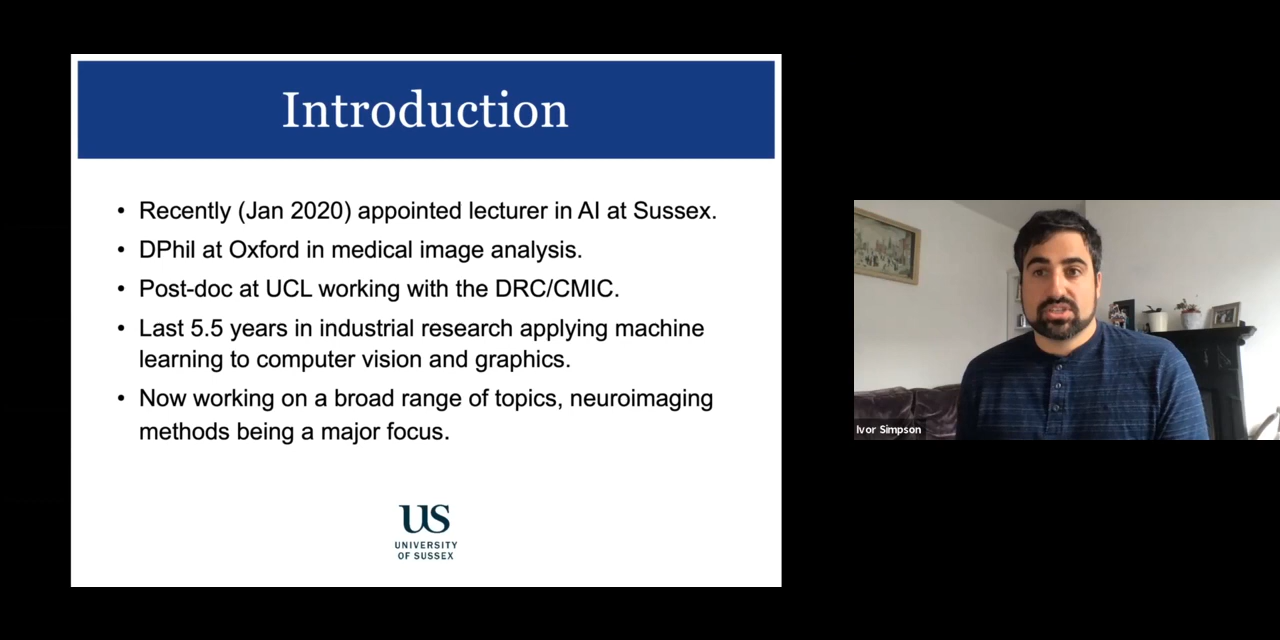 Introduction
• Recently (Jan 2020) appointed lecturer in AI at Sussex.
• DPhil at Oxford in medical image analysis.
• Post-doc at UCL working with the DRC/CMIC.
• Last 5.5 years in industrial research applying machine
learning to computer vision and graphics.
• Now working on a broad range of topics, neuroimaging
methods being a major focus.
US
UNIVERSITY
OF SUSSEX
Ivor Simpson